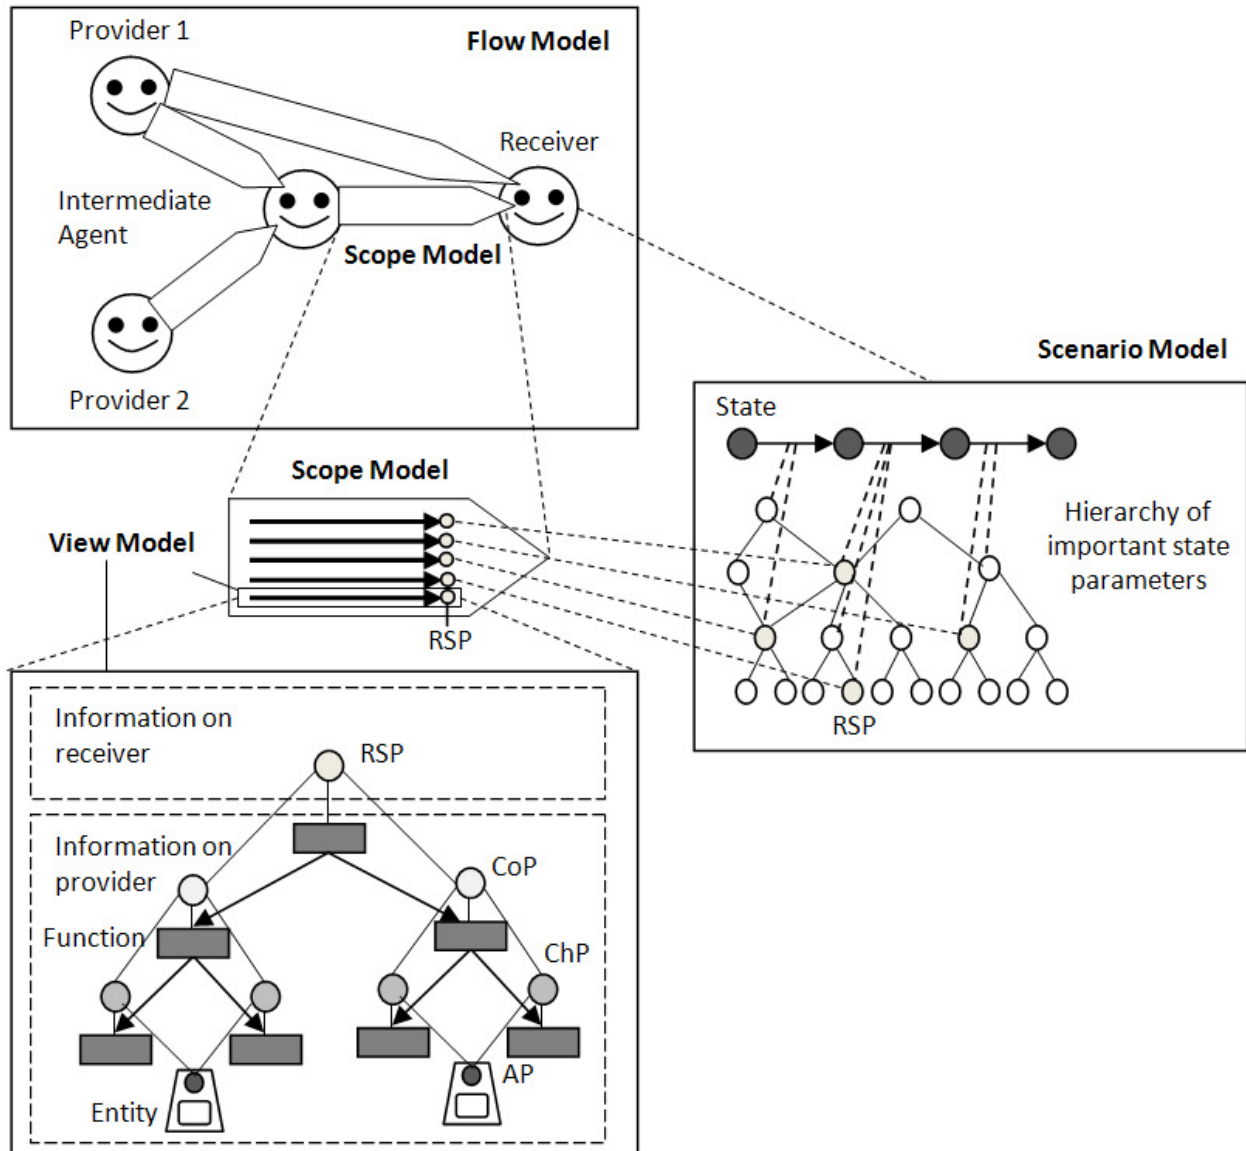 Provider 1
Flow Model
Receiver
Intermediate
Agent
Scope Model
Provider 2
Scenario Model
State
Scope Model
Hierarchy of
important state
parameters
View Model
RSP
RSP
Information on
receiver
RSP
Information on
provider
CoP
Function
ChP
AP
Entity